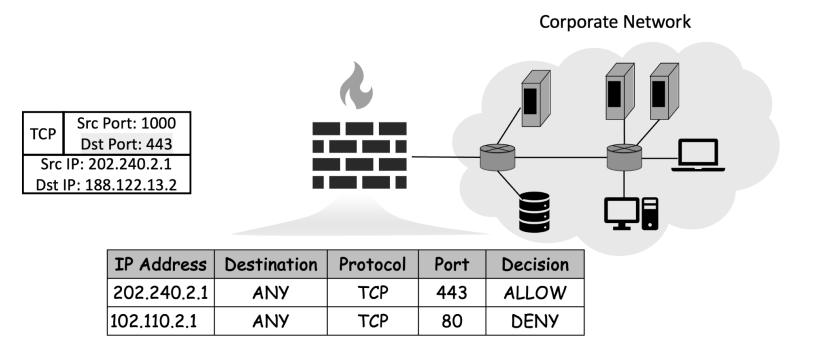 Corporate Network
TCP
Src Port: 1000
Dst Port: 443
Src IP: 202.240.2.1
Dst IP: 188.122.13.2
IP Address Destination Protocol Port Decision
202.240.2.1 ANY TCP 443 ALLOW
102.110.2.1 ANY TCP 80 DENY